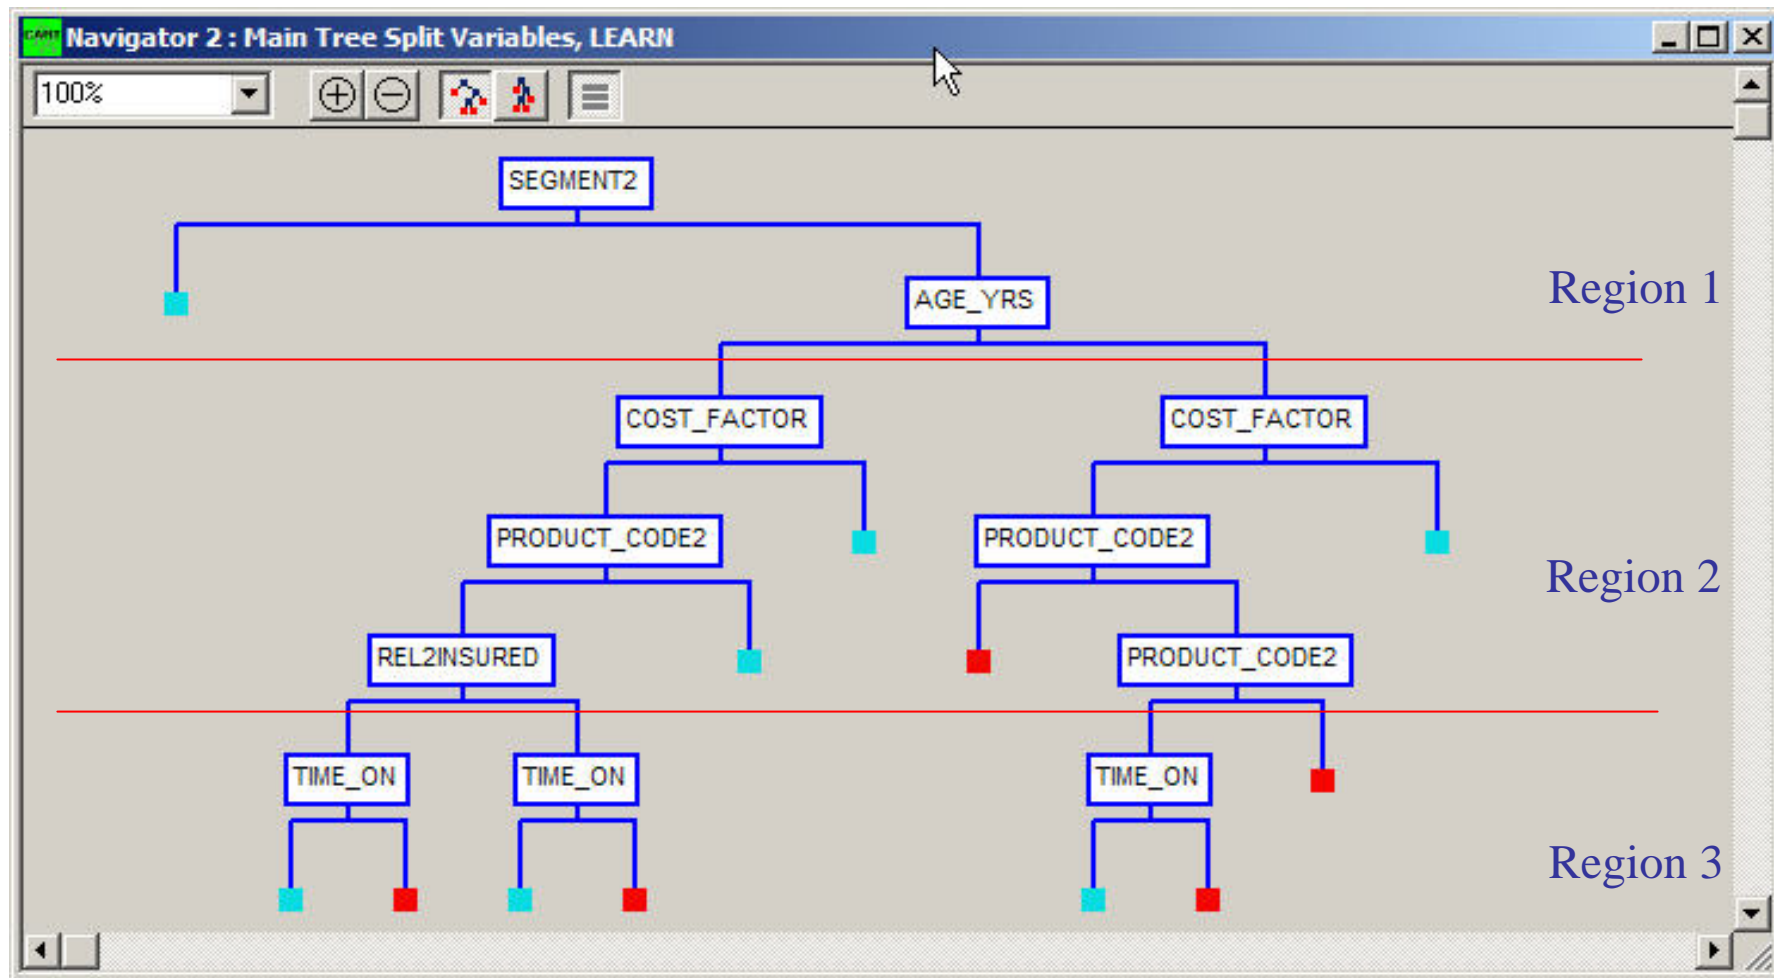 CART Navigator 2 : Main Tree Split Variables, LEARN
100%
SEGMENT2
AGE_YRS
Region 1
COST_FACTOR
COST_FACTOR
PRODUCT_CODE2
PRODUCT_CODE2
Region 2
REL2INSURED
PRODUCT_CODE2
TIME_ON
TIME_ON
TIME_ON
Region 3